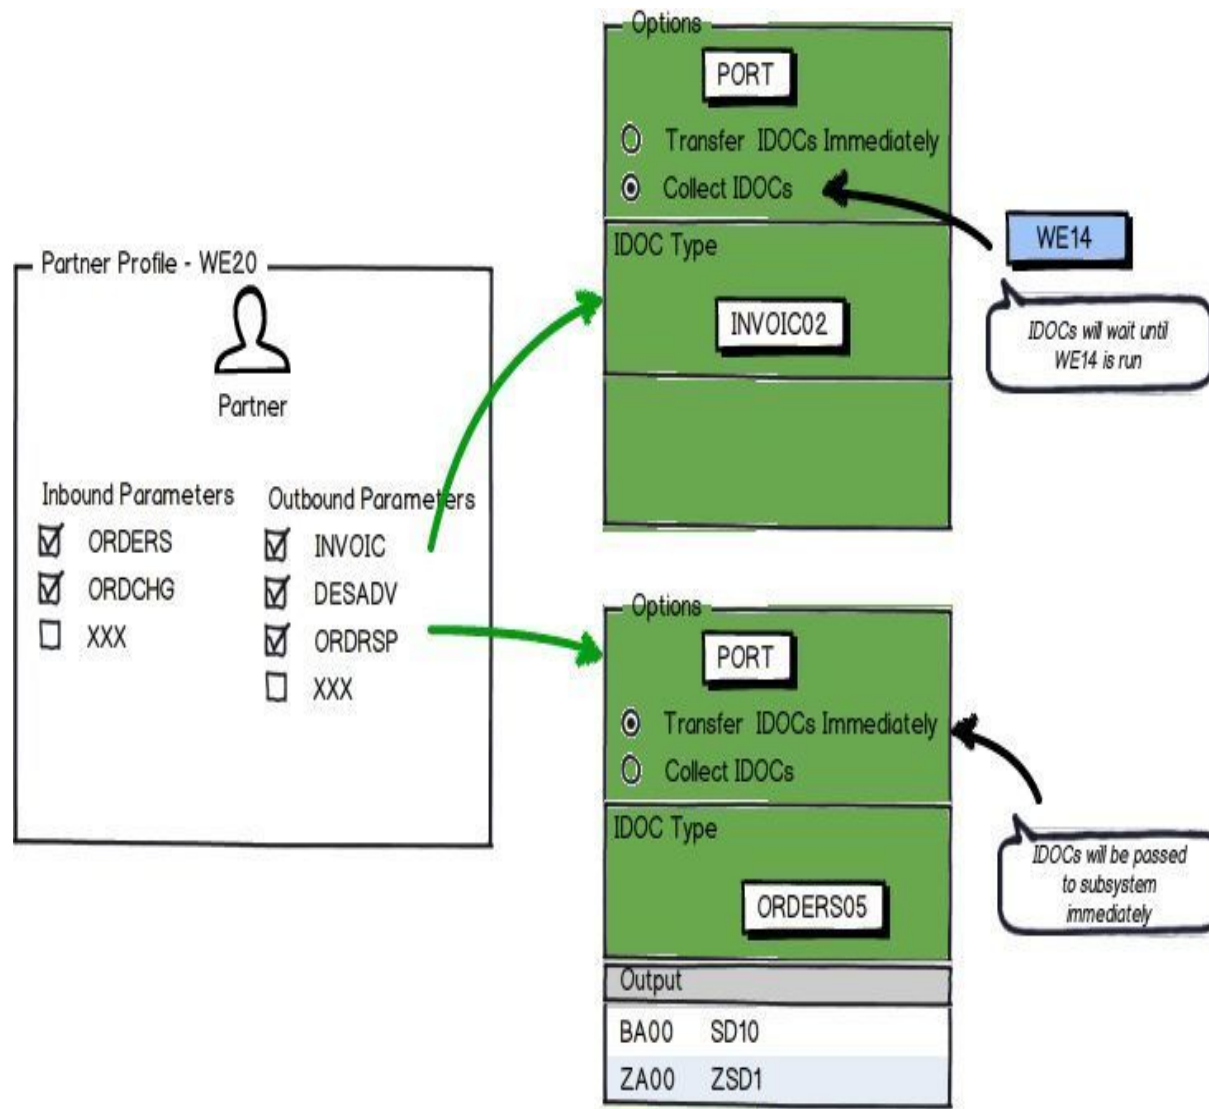 Partner Profile - WE20
Partner
Inbound Parameters
ORDERS
ORDCHG
XXX
Outbound Parameters
INVOIC
DESADV
ORDRSP
XXX
Options
PORT
Transfer IDOCs Immediately
Collect IDOCs
IDOC Type
INVOIC02
WE14
IDOCs will wait until
WE14 is run
Options
PORT
Transfer IDOCs Immediately
Collect IDOCs
IDOC Type
ORDERS05
Output
BA00 SD10
ZA00 ZSD1
IDOCs will be passed
to subsystem
immediately